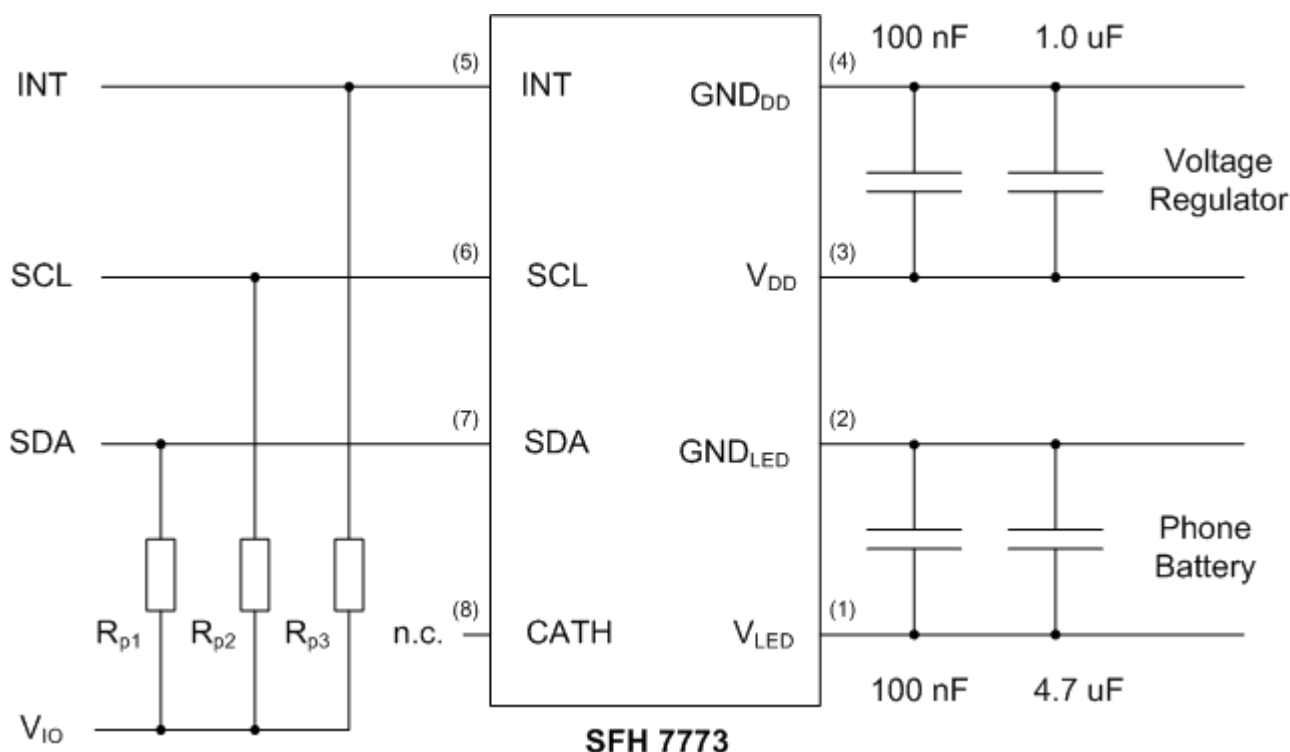 100 nF 1.0 uF
INT (5) INT GND_DD (4)
Voltage
Regulator
SCL (6) SCL V_DD (3)
SDA (7) SDA GND_LED (2)
Phone
Battery
R_p1 R_p2 R_p3 n.c. (8) CATH V_LED (1)
100 nF 4.7 uF
V_IO
SFH 7773